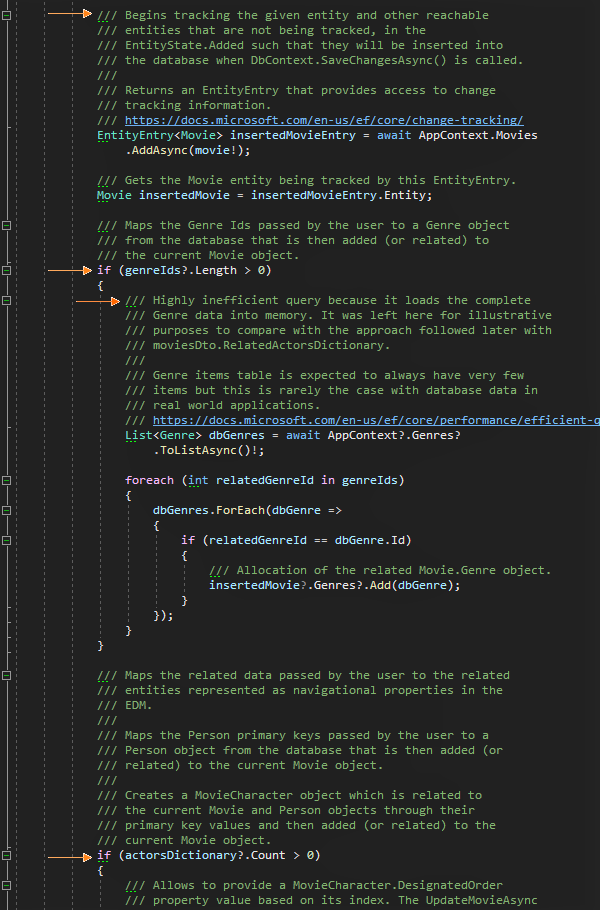 /// Begins tracking the given entity and other reachable
/// entities that are not being tracked, in the
/// EntityState.Added such that they will be inserted into
/// the database when DbContext.SaveChangesAsync() is called.
///
/// Returns an EntityEntry that provides access to change
/// tracking information.
/// https://docs.microsoft.com/en-us/ef/core/change-tracking/
EntityEntry<Movie> insertedMovieEntry = await AppContext.Movies
.AddAsync(movie!);
/// Gets the Movie entity being tracked by this EntityEntry.
Movie insertedMovie = insertedMovieEntry.Entity;
/// Maps the Genre Ids passed by the user to a Genre object
/// from the database that is then added (or related) to
/// the current Movie object.
if (genreIds?.Length > 0)
{
/// Highly inefficient query because it loads the complete
/// Genre data into memory. It was left here for illustrative
/// purposes to compare with the approach followed later with
/// moviesDto.RelatedActorsDictionary.
///
/// Genre items table is expected to always have very few
/// items but this is rarely the case with database data in
/// real world applications.
/// https://docs.microsoft.com/en-us/ef/core/performance/efficient-q
List<Genre> dbGenres = await AppContext?.Genres?
.ToListAsync()!;
foreach (int relatedGenreId in genreIds)
{
dbGenres.ForEach(dbGenre =>
{
if (relatedGenreId == dbGenre.Id)
{
/// Allocation of the related Movie.Genre object.
insertedMovie?.Genres?.Add(dbGenre);
}
});
}
}
/// Maps the related data passed by the user to the related
/// entities represented as navigational properties in the
/// EDM.
///
/// Maps the Person primary keys passed by the user to a
/// Person object from the database that is then added (or
/// related) to the current Movie object.
///
/// Creates a MovieCharacter object which is related to
/// the current Movie and Person objects through their
/// primary key values and then added (or related) to the
/// current Movie object.
if (actorsDictionary?.Count > 0)
{
/// Allows to provide a MovieCharacter.DesignatedOrder
/// property value based on its index. The UpdateMovieAsync